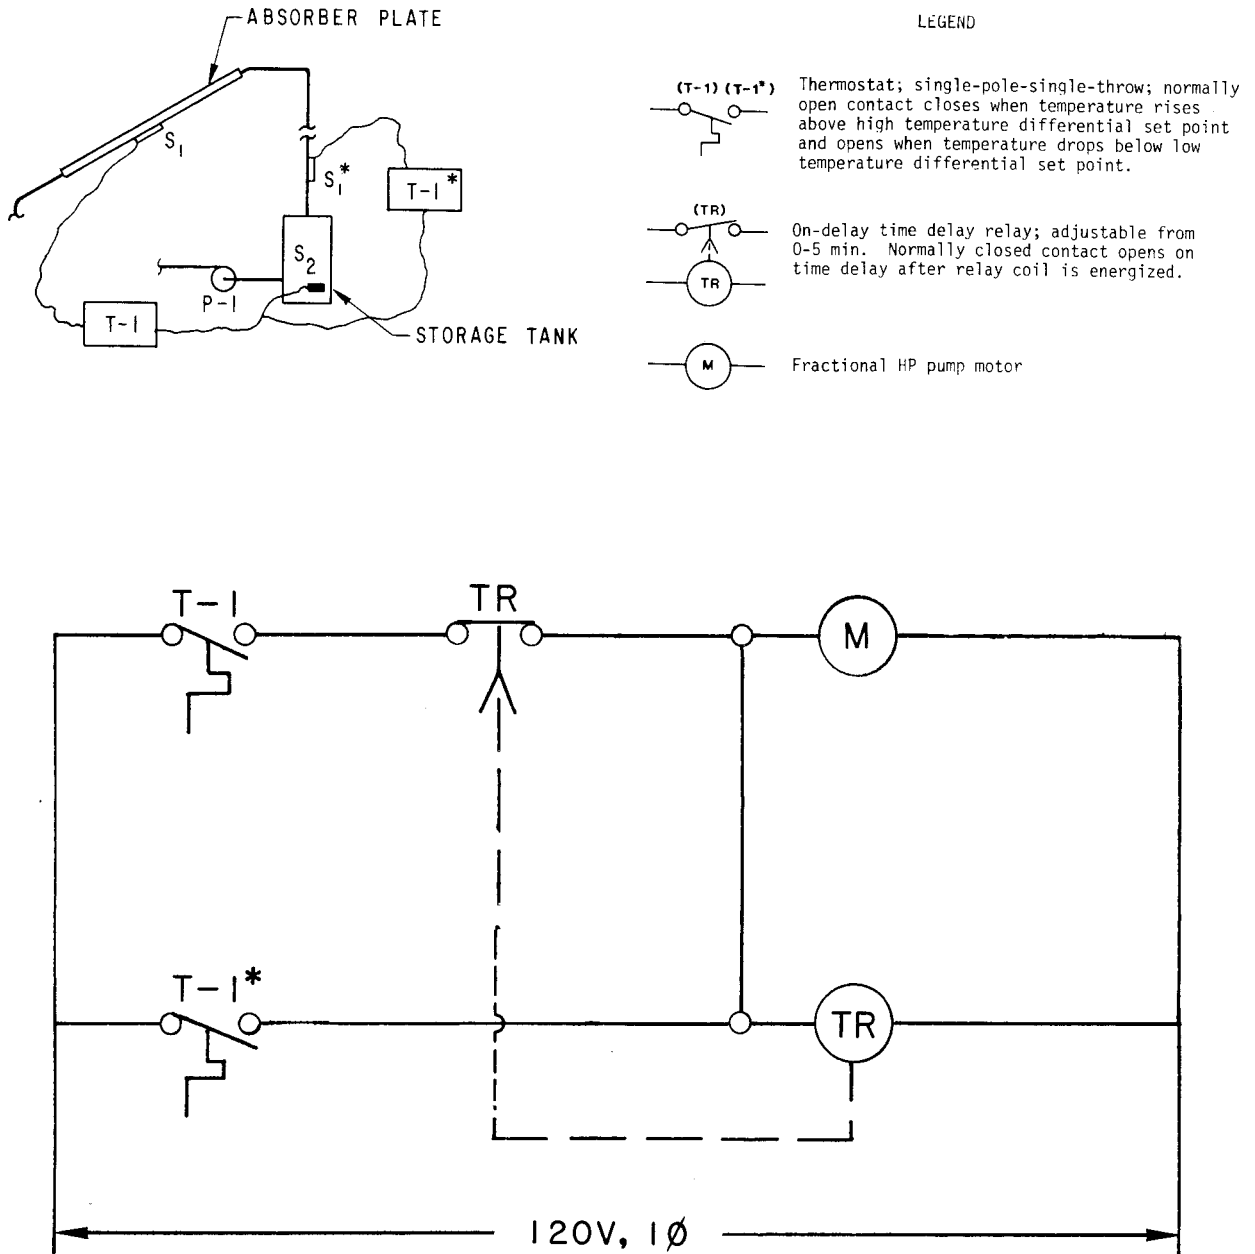 ABSORBER PLATE
S1
S1*
T-1*
S2
P-1
T-1
STORAGE TANK
LEGEND
(T-1) (T-1*)
Thermostat; single-pole-single-throw; normally
open contact closes when temperature rises
above high temperature differential set point
and opens when temperature drops below low
temperature differential set point.
(TR)
TR
On-delay time delay relay; adjustable from
0-5 min. Normally closed contact opens on
time delay after relay coil is energized.
M
Fractional HP pump motor
T-1
TR
M
T-1*
TR
120V, 1Ø